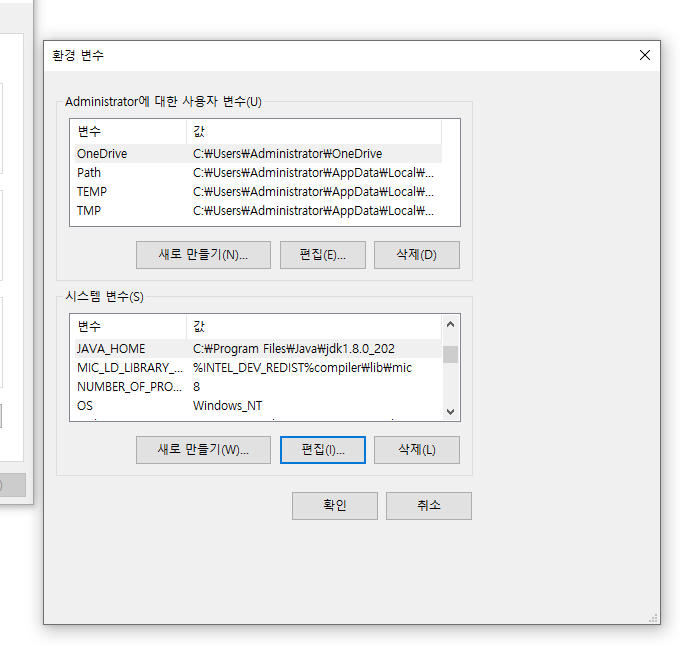 환경 변수
Administrator에 대한 사용자 변수(U)
변수 값
OneDrive C:₩Users₩Administrator₩OneDrive
Path C:₩Users₩Administrator₩AppData₩Local₩...
TEMP C:₩Users₩Administrator₩AppData₩Local₩...
TMP C:₩Users₩Administrator₩AppData₩Local₩...
새로 만들기(N)... 편집(E)... 삭제(D)
시스템 변수(S)
변수 값
JAVA_HOME C:₩Program Files₩Java₩jdk1.8.0_202
MIC_LD_LIBRARY_... %INTEL_DEV_REDIST%compiler₩lib₩mic
NUMBER_OF_PRO... 8
OS Windows_NT
새로 만들기(W)... 편집(I)... 삭제(L)
확인 취소